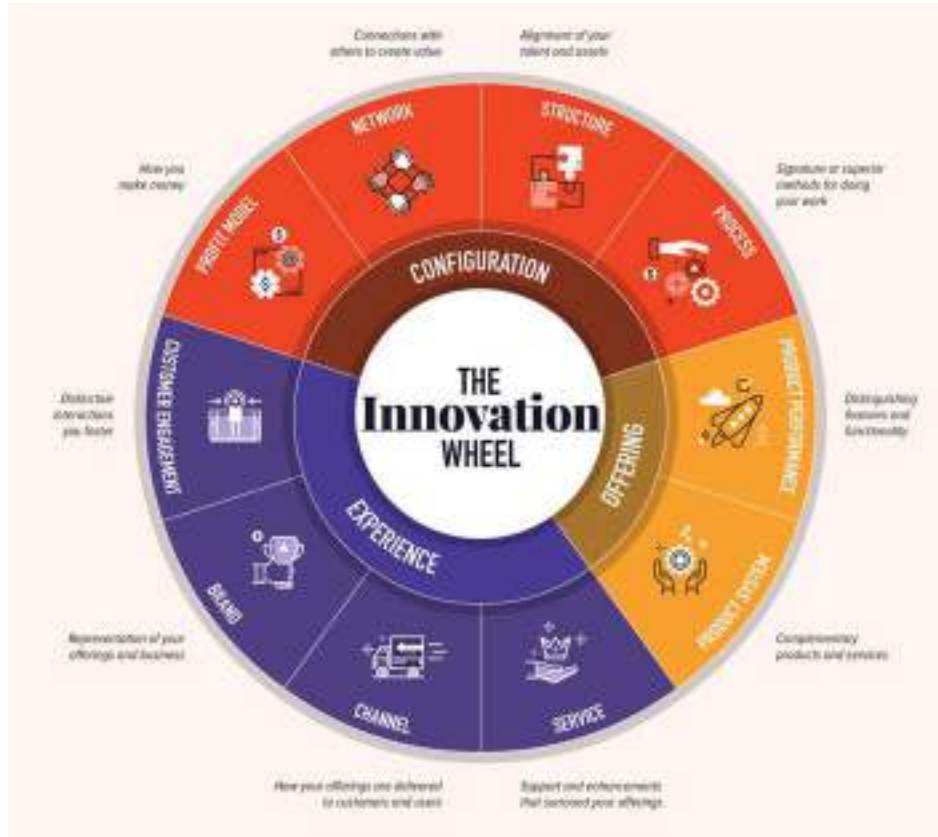 Connections with
others to create value
Alignment of your
talent and assets
NETWORK
STRUCTURE
How you
make money
Signature or superior
methods for doing
your work
PROFIT MODEL
PROCESS
CONFIGURATION
THE
Innovation
WHEEL
CUSTOMER ENGAGEMENT
PRODUCT PERFORMANCE
Distinctive
interactions
you foster
Distinguishing
features and
functionality
OFFERING
EXPERIENCE
BRAND
PRODUCT SYSTEM
Representation of your
offerings and business
Complementary
products and services
CHANNEL
SERVICE
How your offerings are delivered
to customers and users
Support and enhancements
that surround your offerings